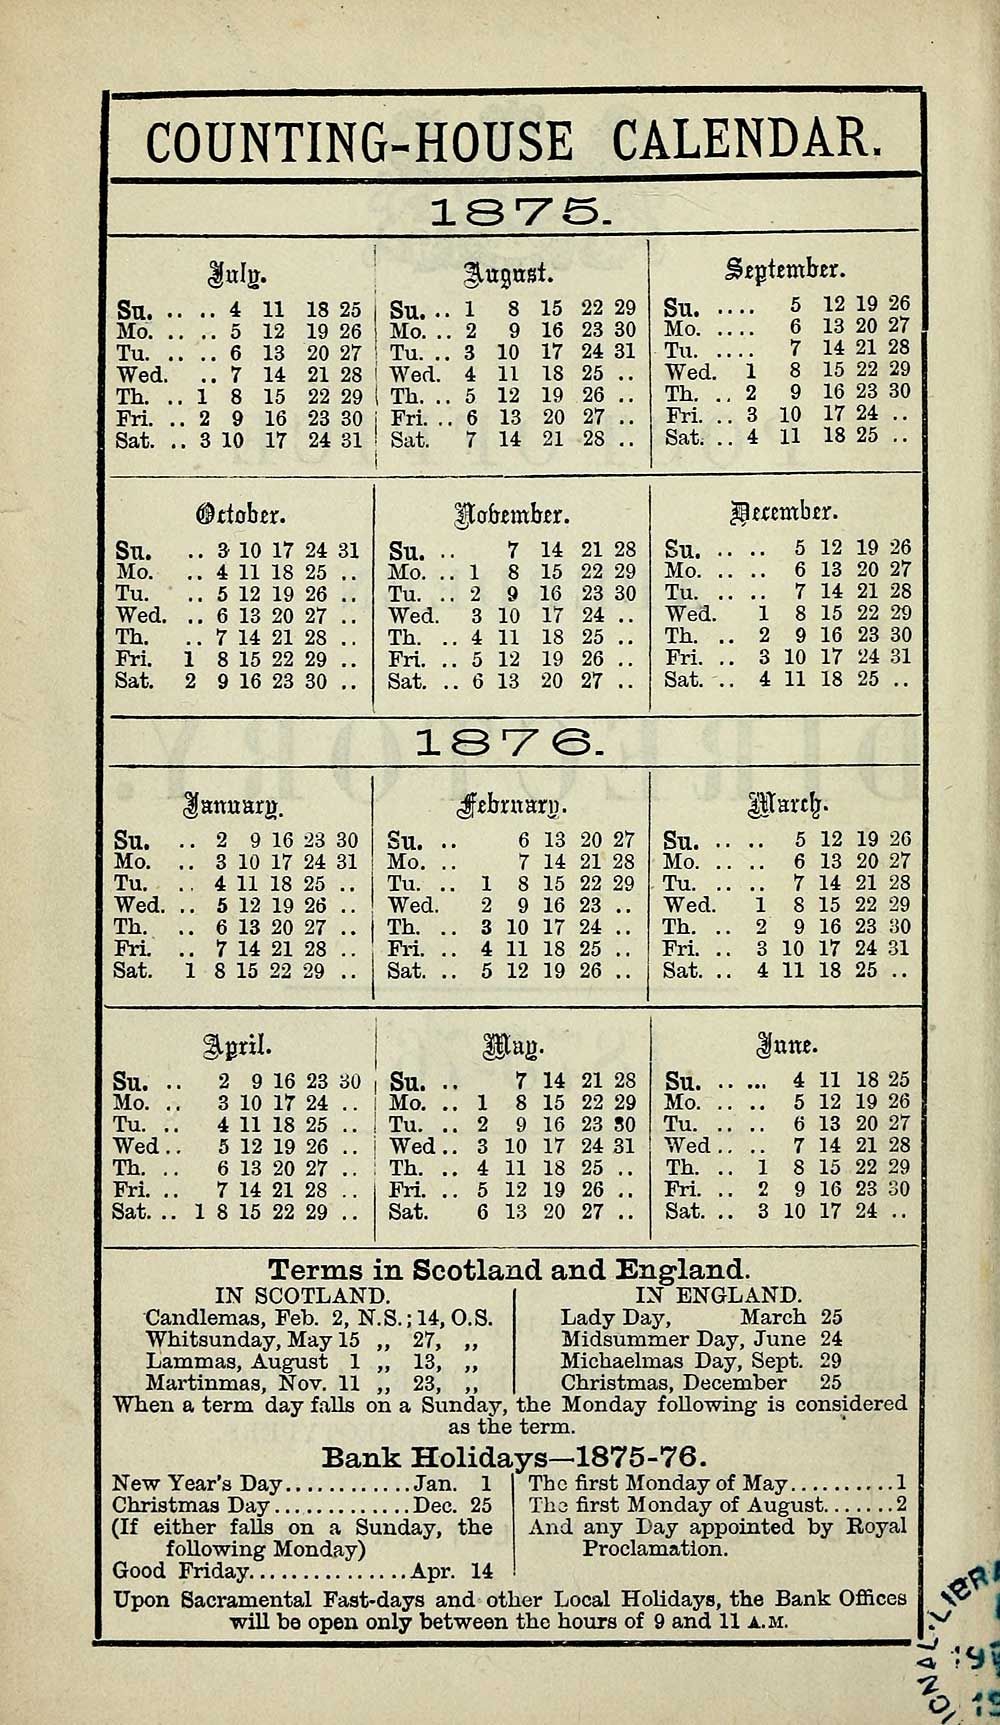 COUNTING-HOUSE CALENDAR.
1875.
July.
Su. .. .. 4 11 18 25
Mo. .. .. 5 12 19 26
Tu. .. .. 6 13 20 27
Wed. .. 7 14 21 28
Th. .. 1 8 15 22 29
Fri. .. 2 9 16 23 30
Sat. .. 3 10 17 24 31
August.
Su. .. 1 8 15 22 29
Mo. .. 2 9 16 23 30
Tu. .. 3 10 17 24 31
Wed. 4 11 18 25 ..
Th. .. 5 12 19 26 ..
Fri. .. 6 13 20 27 ..
Sat. 7 14 21 28 ..
September.
Su. .... 5 12 19 26
Mo. .... 6 13 20 27
Tu. .... 7 14 21 28
Wed. 1 8 15 22 29
Th. .. 2 9 16 23 30
Fri. .. 3 10 17 24 ..
Sat. .. 4 11 18 25 ..
October.
Su. .. 3 10 17 24 31
Mo. .. 4 11 18 25 ..
Tu. .. 5 12 19 26 ..
Wed. .. 6 13 20 27 ..
Th. .. 7 14 21 28 ..
Fri. 1 8 15 22 29 ..
Sat. 2 9 16 23 30 ..
November.
Su. .. 7 14 21 28
Mo. .. 1 8 15 22 29
Tu. .. 2 9 16 23 30
Wed. 3 10 17 24 ..
Th. .. 4 11 18 25 ..
Fri. .. 5 12 19 26 ..
Sat. .. 6 13 20 27 ..
December.
Su. .. .. 5 12 19 26
Mo. .. .. 6 13 20 27
Tu. .. .. 7 14 21 28
Wed. 1 8 15 22 29
Th. .. 2 9 16 23 30
Fri. .. 3 10 17 24 31
Sat. .. 4 11 18 25 ..
1876.
January.
Su. .. 2 9 16 23 30
Mo. .. 3 10 17 24 31
Tu. .. 4 11 18 25 ..
Wed. .. 5 12 19 26 ..
Th. .. 6 13 20 27 ..
Fri. .. 7 14 21 28 ..
Sat. 1 8 15 22 29 ..
February.
Su. .. 6 13 20 27
Mo. .. 7 14 21 28
Tu. .. 1 8 15 22 29
Wed. 2 9 16 23 ..
Th. .. 3 10 17 24 ..
Fri. .. 4 11 18 25 ..
Sat. .. 5 12 19 26 ..
March.
Su. .. .. 5 12 19 26
Mo. .. .. 6 13 20 27
Tu. .. .. 7 14 21 28
Wed. 1 8 15 22 29
Th. .. 2 9 16 23 30
Fri. .. 3 10 17 24 31
Sat. .. 4 11 18 25 ..
April.
Su. .. 2 9 16 23 30
Mo. .. 3 10 17 24 ..
Tu. .. 4 11 18 25 ..
Wed.. 5 12 19 26 ..
Th. .. 6 13 20 27 ..
Fri. .. 7 14 21 28 ..
Sat. .. 1 8 15 22 29 ..
May.
Su. .. 7 14 21 28
Mo. .. 1 8 15 22 29
Tu. .. 2 9 16 23 30
Wed.. 3 10 17 24 31
Th. .. 4 11 18 25 ..
Fri. .. 5 12 19 26 ..
Sat. 6 13 20 27 ..
June.
Su. .. ... 4 11 18 25
Mo. .. .. 5 12 19 26
Tu. .. .. 6 13 20 27
Wed.. .. 7 14 21 28
Th. .. 1 8 15 22 29
Fri. .. 2 9 16 23 30
Sat. .. 3 10 17 24 ..
Terms in Scotland and England.
IN SCOTLAND.
Candlemas, Feb. 2, N.S.; 14, O.S.
Whitsunday, May 15 ,, 27, ,,
Lammas, August 1 ,, 13, ,,
Martinmas, Nov. 11 ,, 23, ,,
IN ENGLAND.
Lady Day, March 25
Midsummer Day, June 24
Michaelmas Day, Sept. 29
Christmas, December 25
When a term day falls on a Sunday, the Monday following is considered
as the term.
Bank Holidays—1875-76.
New Year's Day............Jan. 1
Christmas Day.............Dec. 25
(If either falls on a Sunday, the
following Monday)
Good Friday...............Apr. 14
The first Monday of May..........1
The first Monday of August.......2
And any Day appointed by Royal
Proclamation.
Upon Sacramental Fast-days and other Local Holidays, the Bank Offices
will be open only between the hours of 9 and 11 A.M.